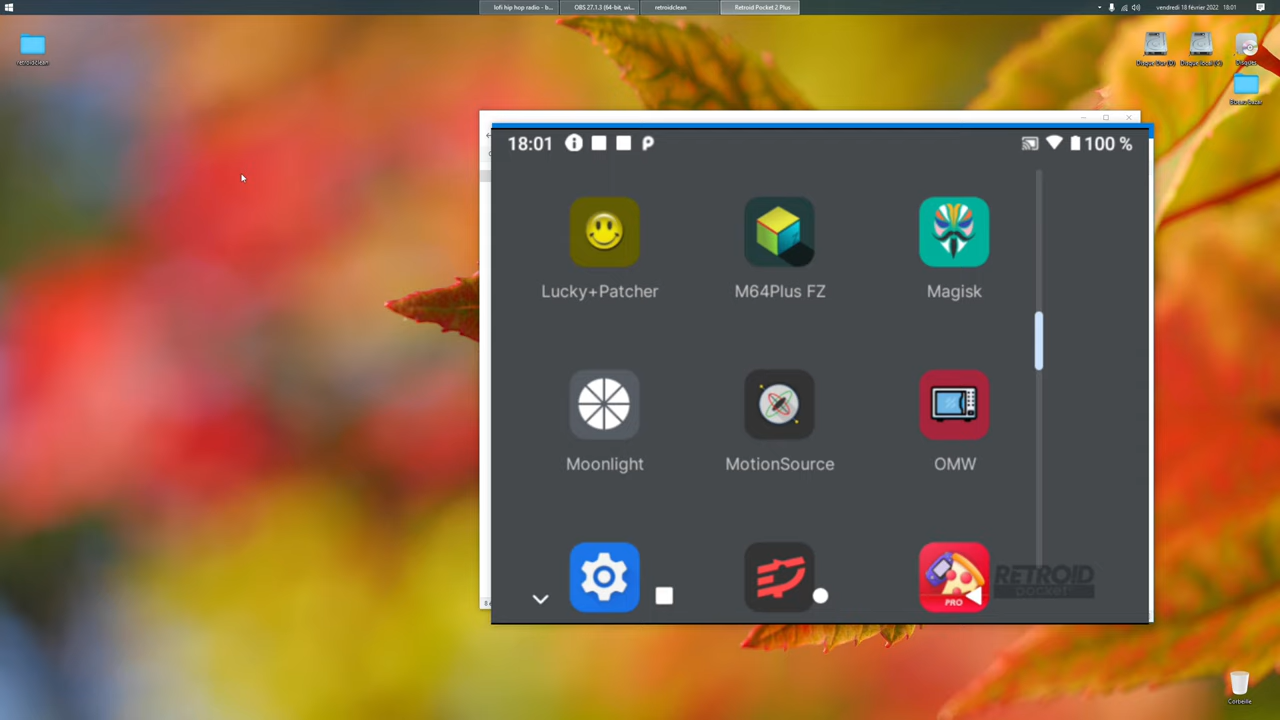 lofi hip hop radio - b... OBS 27.1.3 (64-bit, wi... retroidclean Retroid Pocket 2 Plus vendredi 18 février 2022 18:01
retroidclean
18:01 100 %
Lucky+Patcher M64Plus FZ Magisk
Moonlight MotionSource OMW
PRO
RETROID
pocket
Corbeille